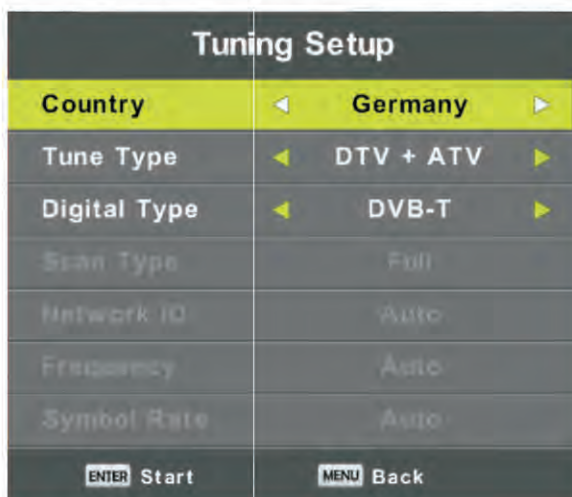 Tuning Setup
Country Germany
Tune Type DTV + ATV
Digital Type DVB-T
Scan Type Full
Network ID Auto
Frequency Auto
Symbol Rate Auto
ENTER Start MENU Back